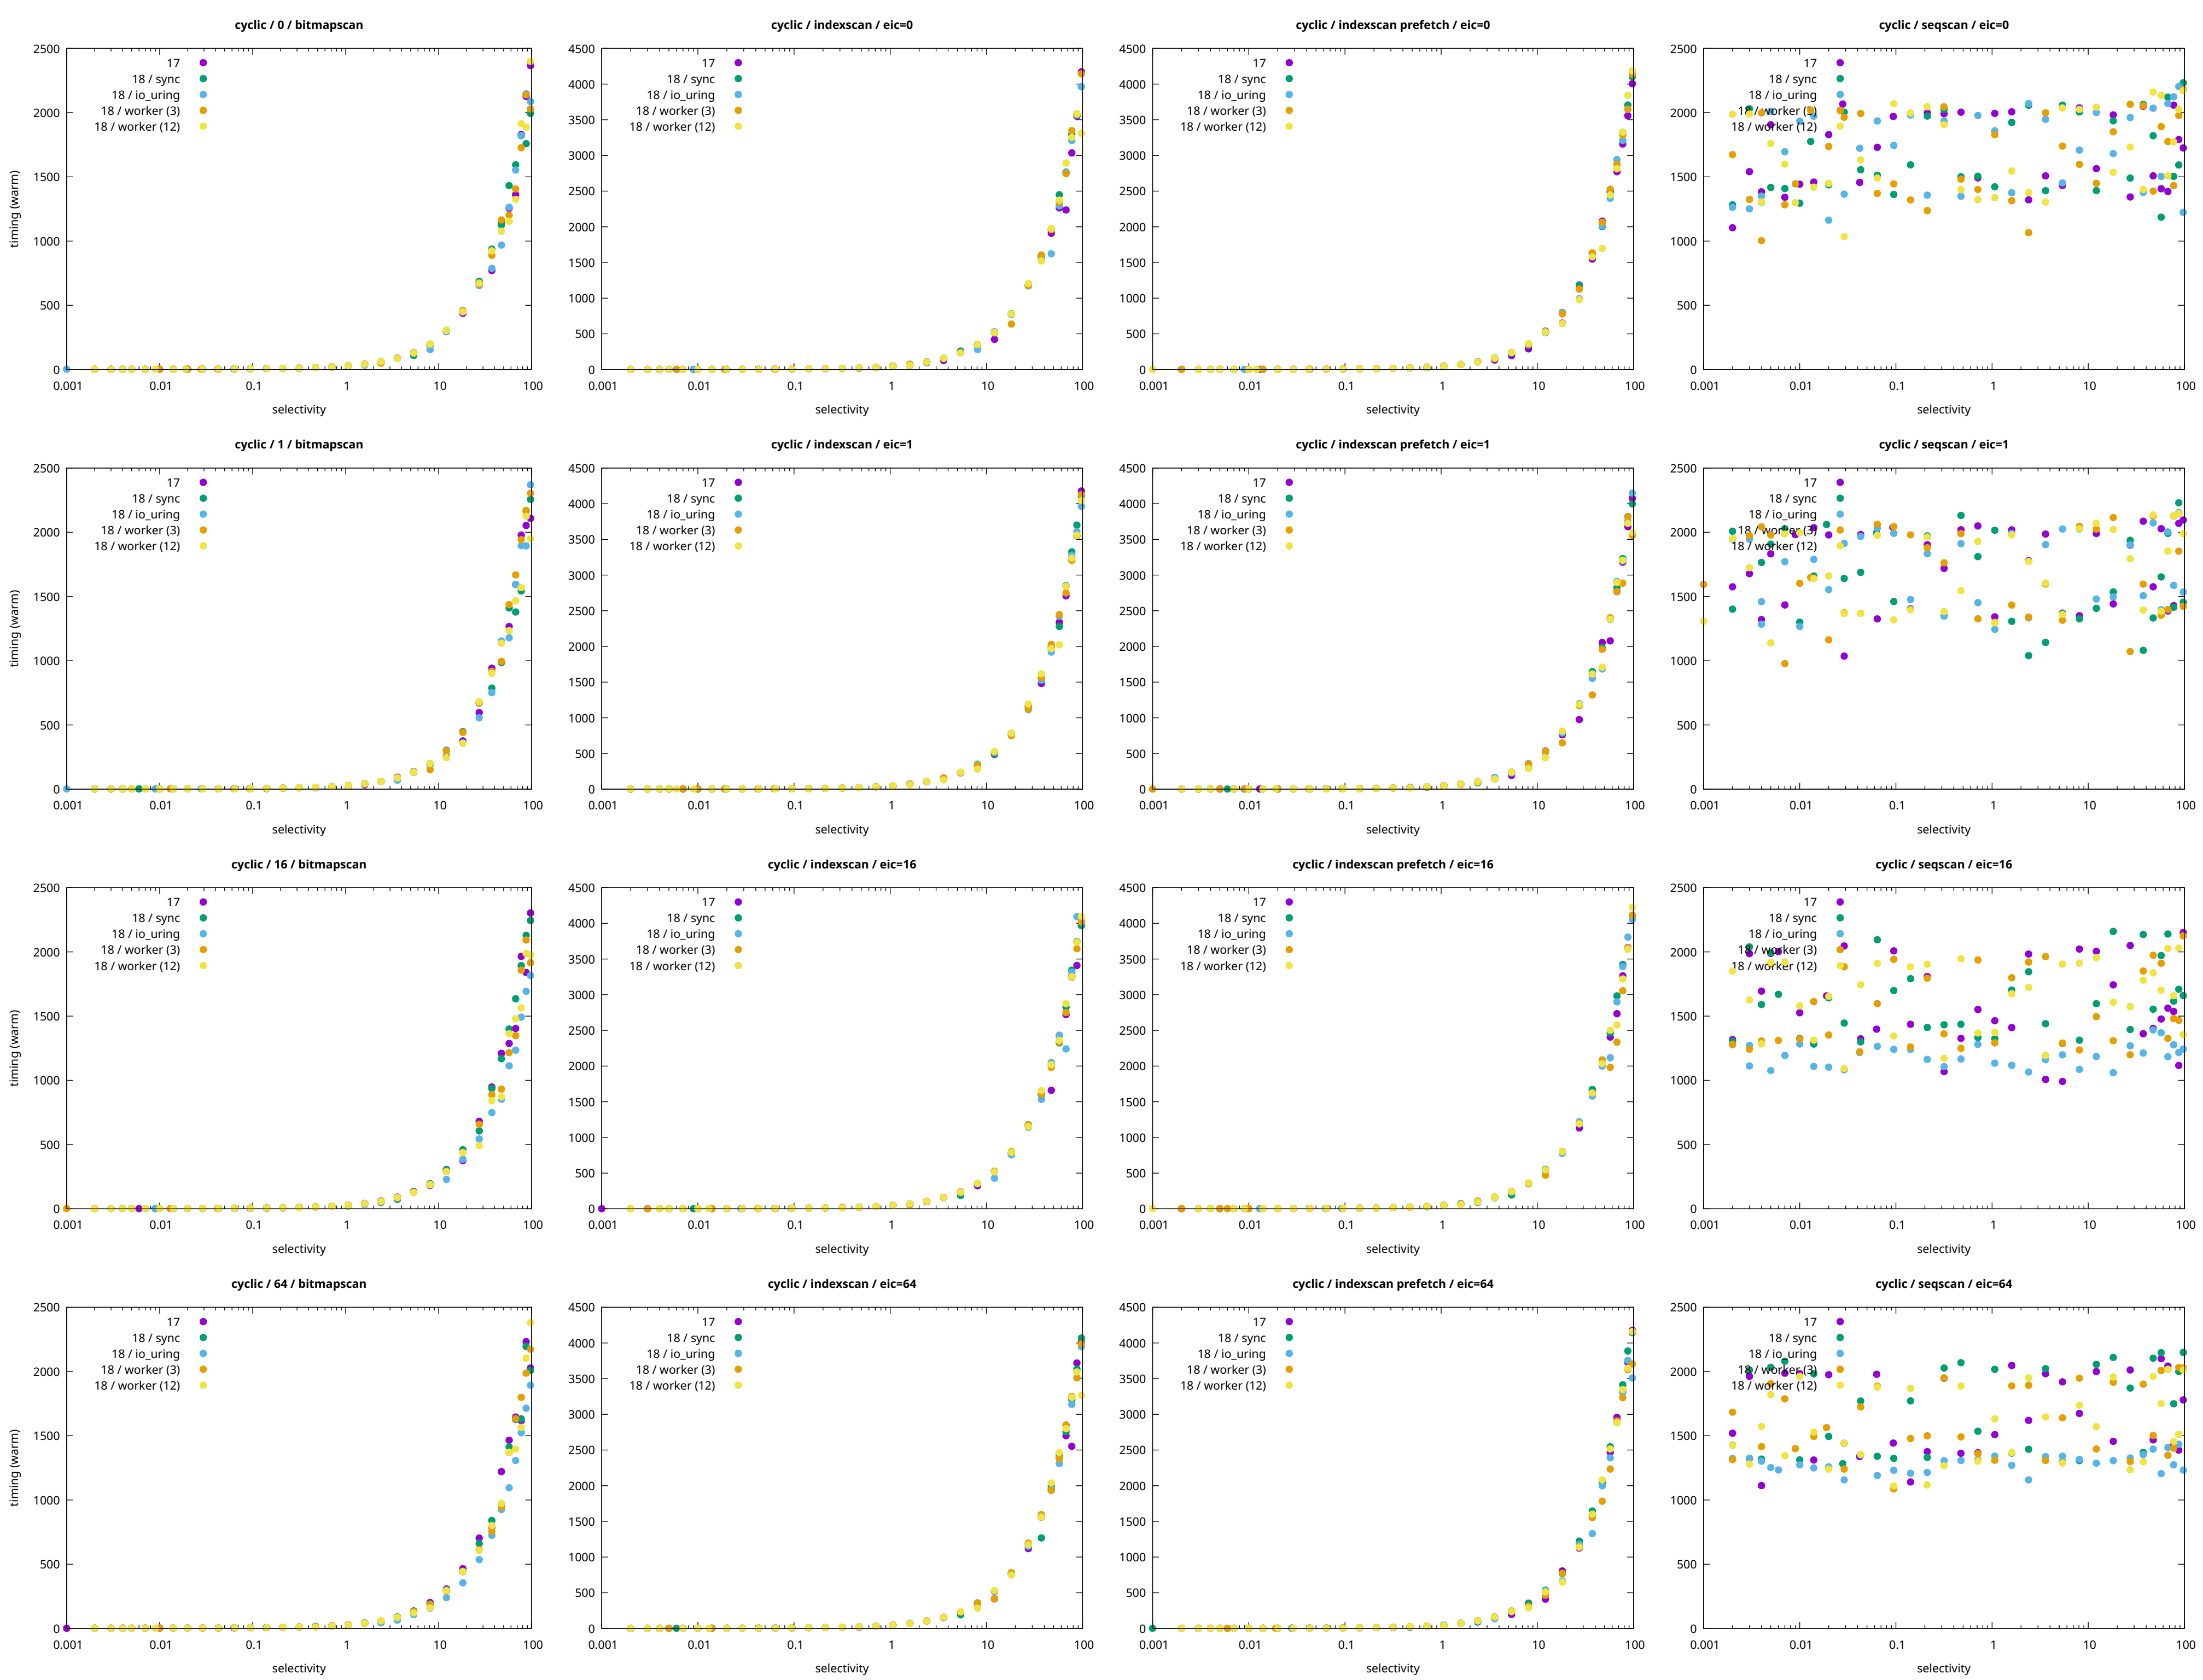 cyclic / 0 / bitmapscan
timing (warm)
2500
2000
1500
1000
500
0
17
18 / sync
18 / io_uring
18 / worker (3)
18 / worker (12)
0.001 0.01 0.1 1 10 100
selectivity
cyclic / indexscan / eic=0
4500
4000
3500
3000
2500
2000
1500
1000
500
0
17
18 / sync
18 / io_uring
18 / worker (3)
18 / worker (12)
0.001 0.01 0.1 1 10 100
selectivity
cyclic / indexscan prefetch / eic=0
4500
4000
3500
3000
2500
2000
1500
1000
500
0
17
18 / sync
18 / io_uring
18 / worker (3)
18 / worker (12)
0.001 0.01 0.1 1 10 100
selectivity
cyclic / seqscan / eic=0
2500
2000
1500
1000
500
0
17
18 / sync
18 / io_uring
18 / worker (3)
18 / worker (12)
0.001 0.01 0.1 1 10 100
selectivity
cyclic / 1 / bitmapscan
timing (warm)
2500
2000
1500
1000
500
0
17
18 / sync
18 / io_uring
18 / worker (3)
18 / worker (12)
0.001 0.01 0.1 1 10 100
selectivity
cyclic / indexscan / eic=1
4500
4000
3500
3000
2500
2000
1500
1000
500
0
17
18 / sync
18 / io_uring
18 / worker (3)
18 / worker (12)
0.001 0.01 0.1 1 10 100
selectivity
cyclic / indexscan prefetch / eic=1
4500
4000
3500
3000
2500
2000
1500
1000
500
0
17
18 / sync
18 / io_uring
18 / worker (3)
18 / worker (12)
0.001 0.01 0.1 1 10 100
selectivity
cyclic / seqscan / eic=1
2500
2000
1500
1000
500
0
17
18 / sync
18 / io_uring
18 / worker (3)
18 / worker (12)
0.001 0.01 0.1 1 10 100
selectivity
cyclic / 16 / bitmapscan
timing (warm)
2500
2000
1500
1000
500
0
17
18 / sync
18 / io_uring
18 / worker (3)
18 / worker (12)
0.001 0.01 0.1 1 10 100
selectivity
cyclic / indexscan / eic=16
4500
4000
3500
3000
2500
2000
1500
1000
500
0
17
18 / sync
18 / io_uring
18 / worker (3)
18 / worker (12)
0.001 0.01 0.1 1 10 100
selectivity
cyclic / indexscan prefetch / eic=16
4500
4000
3500
3000
2500
2000
1500
1000
500
0
17
18 / sync
18 / io_uring
18 / worker (3)
18 / worker (12)
0.001 0.01 0.1 1 10 100
selectivity
cyclic / seqscan / eic=16
2500
2000
1500
1000
500
0
17
18 / sync
18 / io_uring
18 / worker (3)
18 / worker (12)
0.001 0.01 0.1 1 10 100
selectivity
cyclic / 64 / bitmapscan
timing (warm)
2500
2000
1500
1000
500
0
17
18 / sync
18 / io_uring
18 / worker (3)
18 / worker (12)
0.001 0.01 0.1 1 10 100
selectivity
cyclic / indexscan / eic=64
4500
4000
3500
3000
2500
2000
1500
1000
500
0
17
18 / sync
18 / io_uring
18 / worker (3)
18 / worker (12)
0.001 0.01 0.1 1 10 100
selectivity
cyclic / indexscan prefetch / eic=64
4500
4000
3500
3000
2500
2000
1500
1000
500
0
17
18 / sync
18 / io_uring
18 / worker (3)
18 / worker (12)
0.001 0.01 0.1 1 10 100
selectivity
cyclic / seqscan / eic=64
2500
2000
1500
1000
500
0
17
18 / sync
18 / io_uring
18 / worker (3)
18 / worker (12)
0.001 0.01 0.1 1 10 100
selectivity